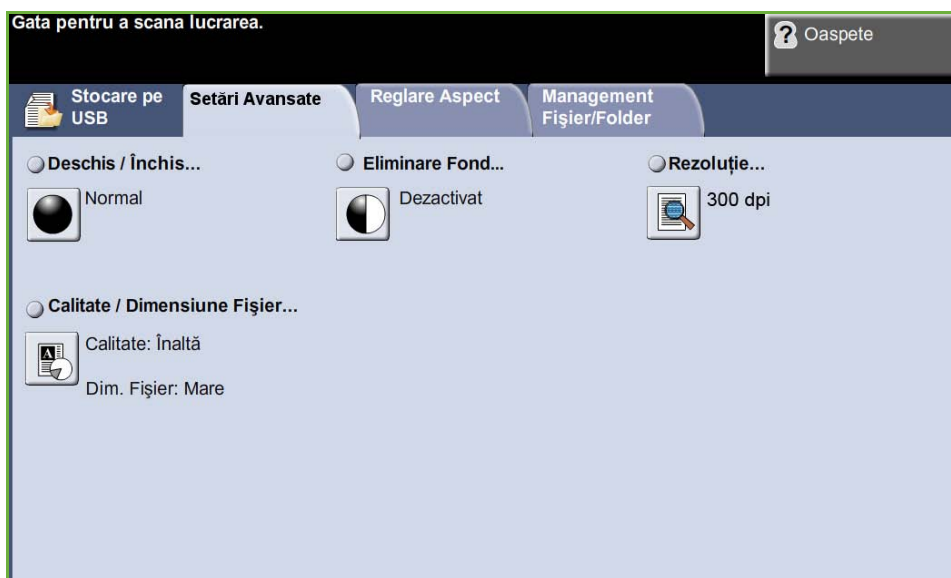 Gata pentru a scana lucrarea.
Oaspete
Stocare pe
USB
Setări Avansate
Reglare Aspect
Management
Fişier/Folder
Deschis / Închis...
Normal
Eliminare Fond...
Dezactivat
Rezoluție...
300 dpi
Calitate / Dimensiune Fişier...
Calitate: Înaltă
Dim. Fişier: Mare